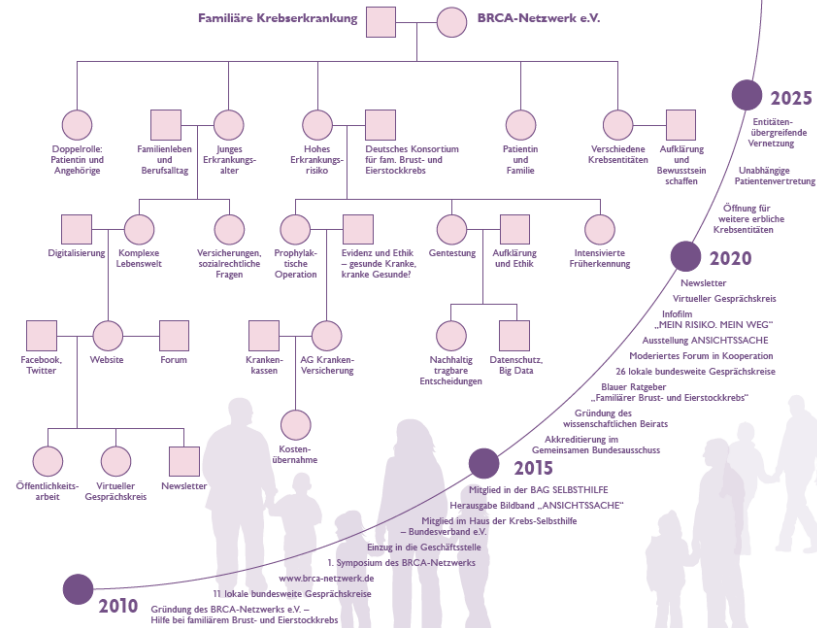 Familiäre Krebserkrankung
BRCA-Netzwerk e.V.
Doppelrolle:
Patientin und
Angehörige
Familienleben
und
Berufsalltag
Junges
Erkrankungs-
alter
Hohes
Erkrankungs-
risiko
Deutsches Konsortium
für fam. Brust- und
Eierstockkrebs
Patientin
und
Familie
Verschiedene
Krebsentitäten
Aufklärung
und
Bewusstsein
schaffen
Digitalisierung
Komplexe
Lebenswelt
Versicherungen,
sozialrechtliche
Fragen
Prophylak-
tische
Operation
Evidenz und Ethik
– gesunde Kranke,
kranke Gesunde?
Gentestung
Aufklärung
und Ethik
Intensivierte
Früherkennung
Facebook,
Twitter
Website
Forum
Kranken-
kassen
AG Kranken-
Versicherung
Nachhaltig
tragbare
Entscheidungen
Datenschutz,
Big Data
Kosten-
übernahme
Öffentlichkeits-
arbeit
Virtueller
Gesprächskreis
Newsletter
2025
Entitäten-
übergreifende
Vernetzung
Unabhängige
Patientenvertretung
Öffnung für
weitere erbliche
Krebsentitäten
2020
Newsletter
Virtueller Gesprächskreis
Infofilm
„MEIN RISIKO. MEIN WEG“
Ausstellung ANSICHTSSACHE
Moderiertes Forum in Kooperation
26 lokale bundesweite Gesprächskreise
Blauer Ratgeber
„Familiärer Brust- und Eierstockkrebs“
Gründung des
wissenschaftlichen Beirats
Akkreditierung im
Gemeinsamen Bundesausschuss
2015
Mitglied in der BAG SELBSTHILFE
Herausgabe Bildband „ANSICHTSSACHE“
Mitglied im Haus der Krebs-Selbsthilfe
– Bundesverband e.V.
Einzug in die Geschäftsstelle
1. Symposium des BRCA-Netzwerks
www.brca-netzwerk.de
11 lokale bundesweite Gesprächskreise
2010
Gründung des BRCA-Netzwerks e.V. –
Hilfe bei familiärem Brust- und Eierstockkrebs